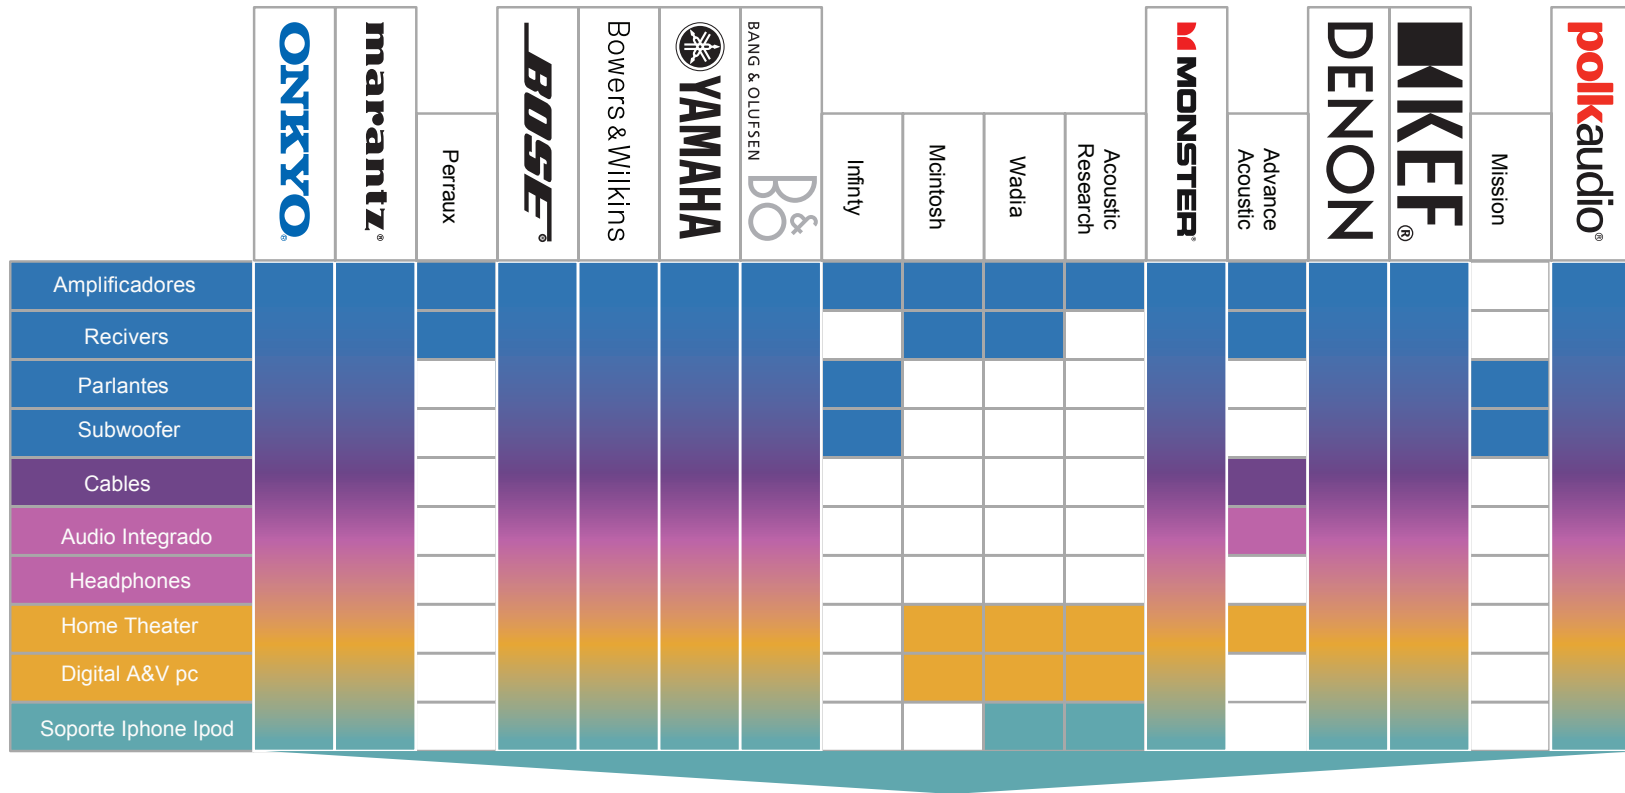 ONKYO®
marantz®
Perraux
BOSE®
Bowers & Wilkins
YAMAHA
BANG & OLUFSEN
B&O
Infinty
Mcintosh
Wadia
Acoustic
Research
MONSTER®
Advance
Acoustic
DENON
KEF®
Mission
polkaudio®
Amplificadores
Recivers
Parlantes
Subwoofer
Cables
Audio Integrado
Headphones
Home Theater
Digital A&V pc
Soporte Iphone Ipod